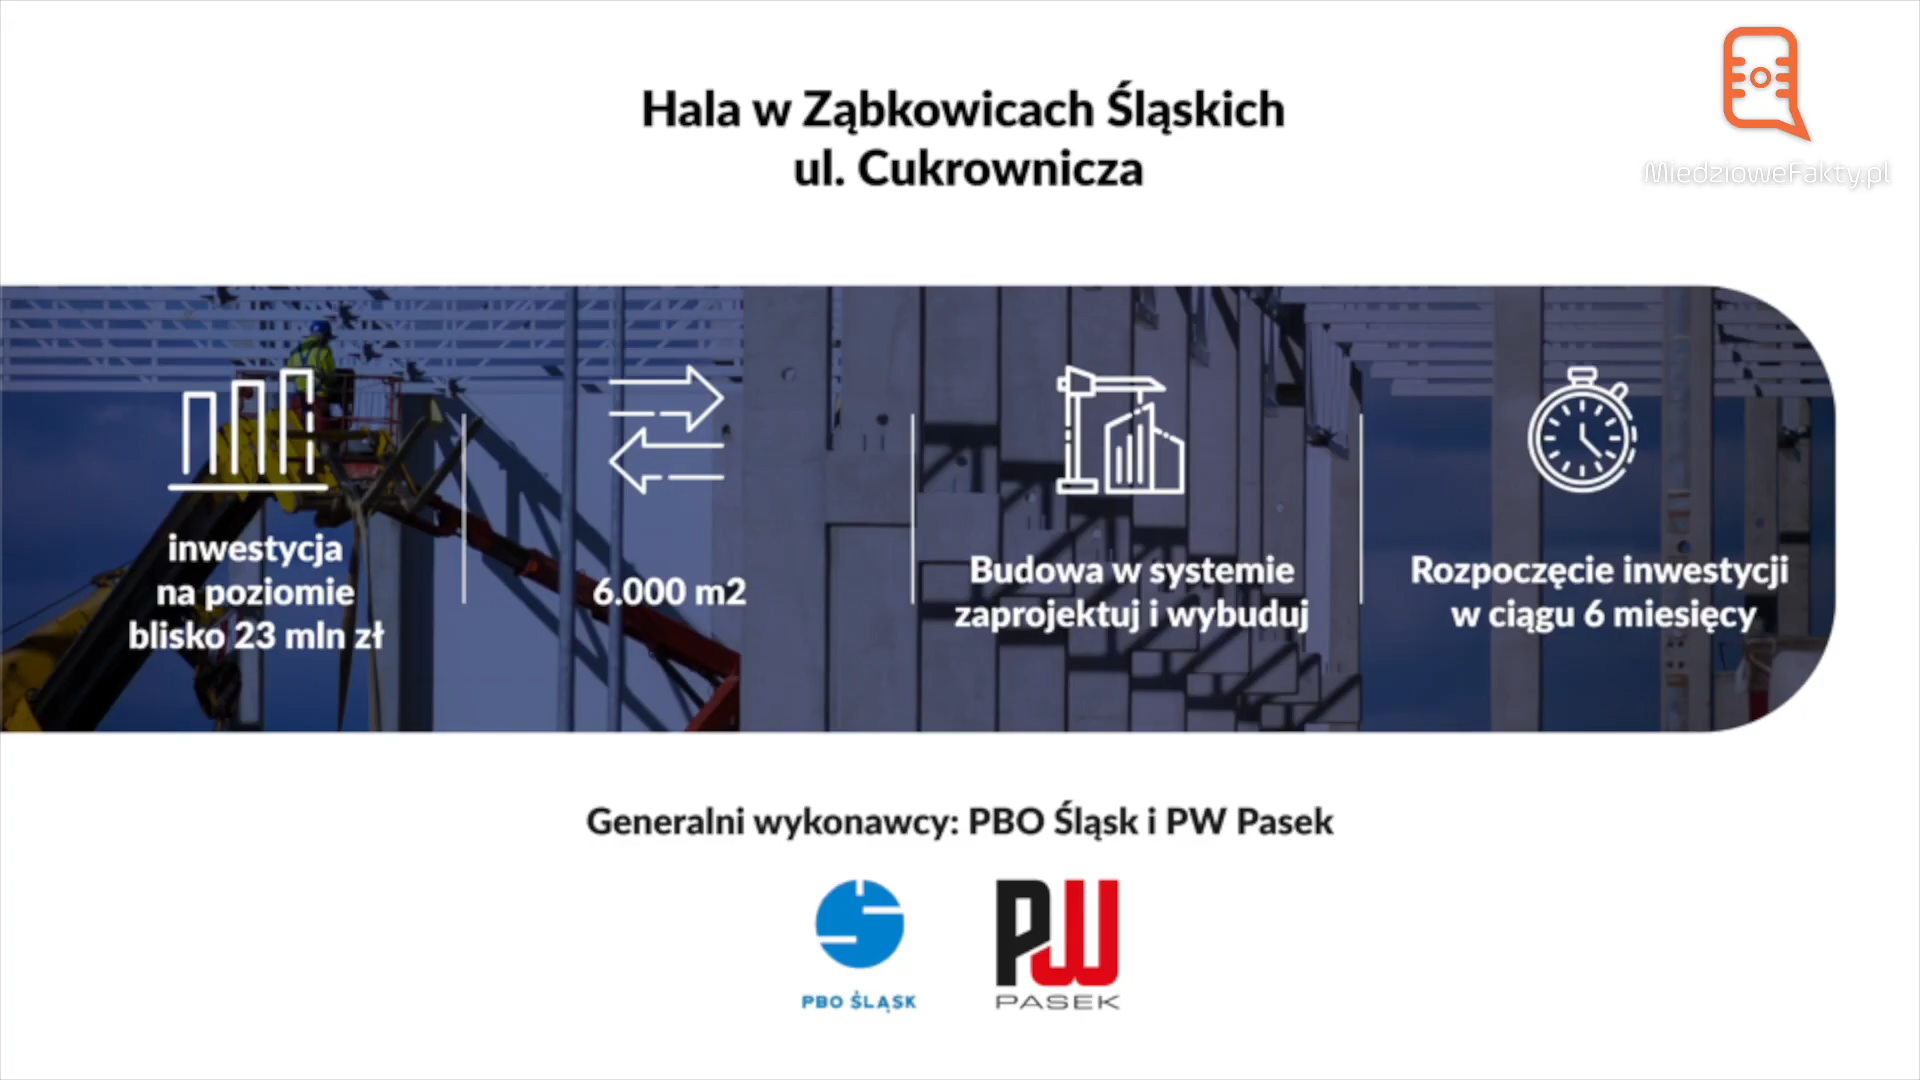 Hala w Ząbkowicach Śląskich
ul. Cukrownicza
MiedzioweFakty.pl
inwestycja
na poziomie
blisko 23 mln zł
6.000 m2
Budowa w systemie
zaprojektuj i wybuduj
Rozpoczęcie inwestycji
w ciągu 6 miesięcy
Generalni wykonawcy: PBO Śląsk i PW Pasek
PBO ŚLĄSK
PW
PASEK